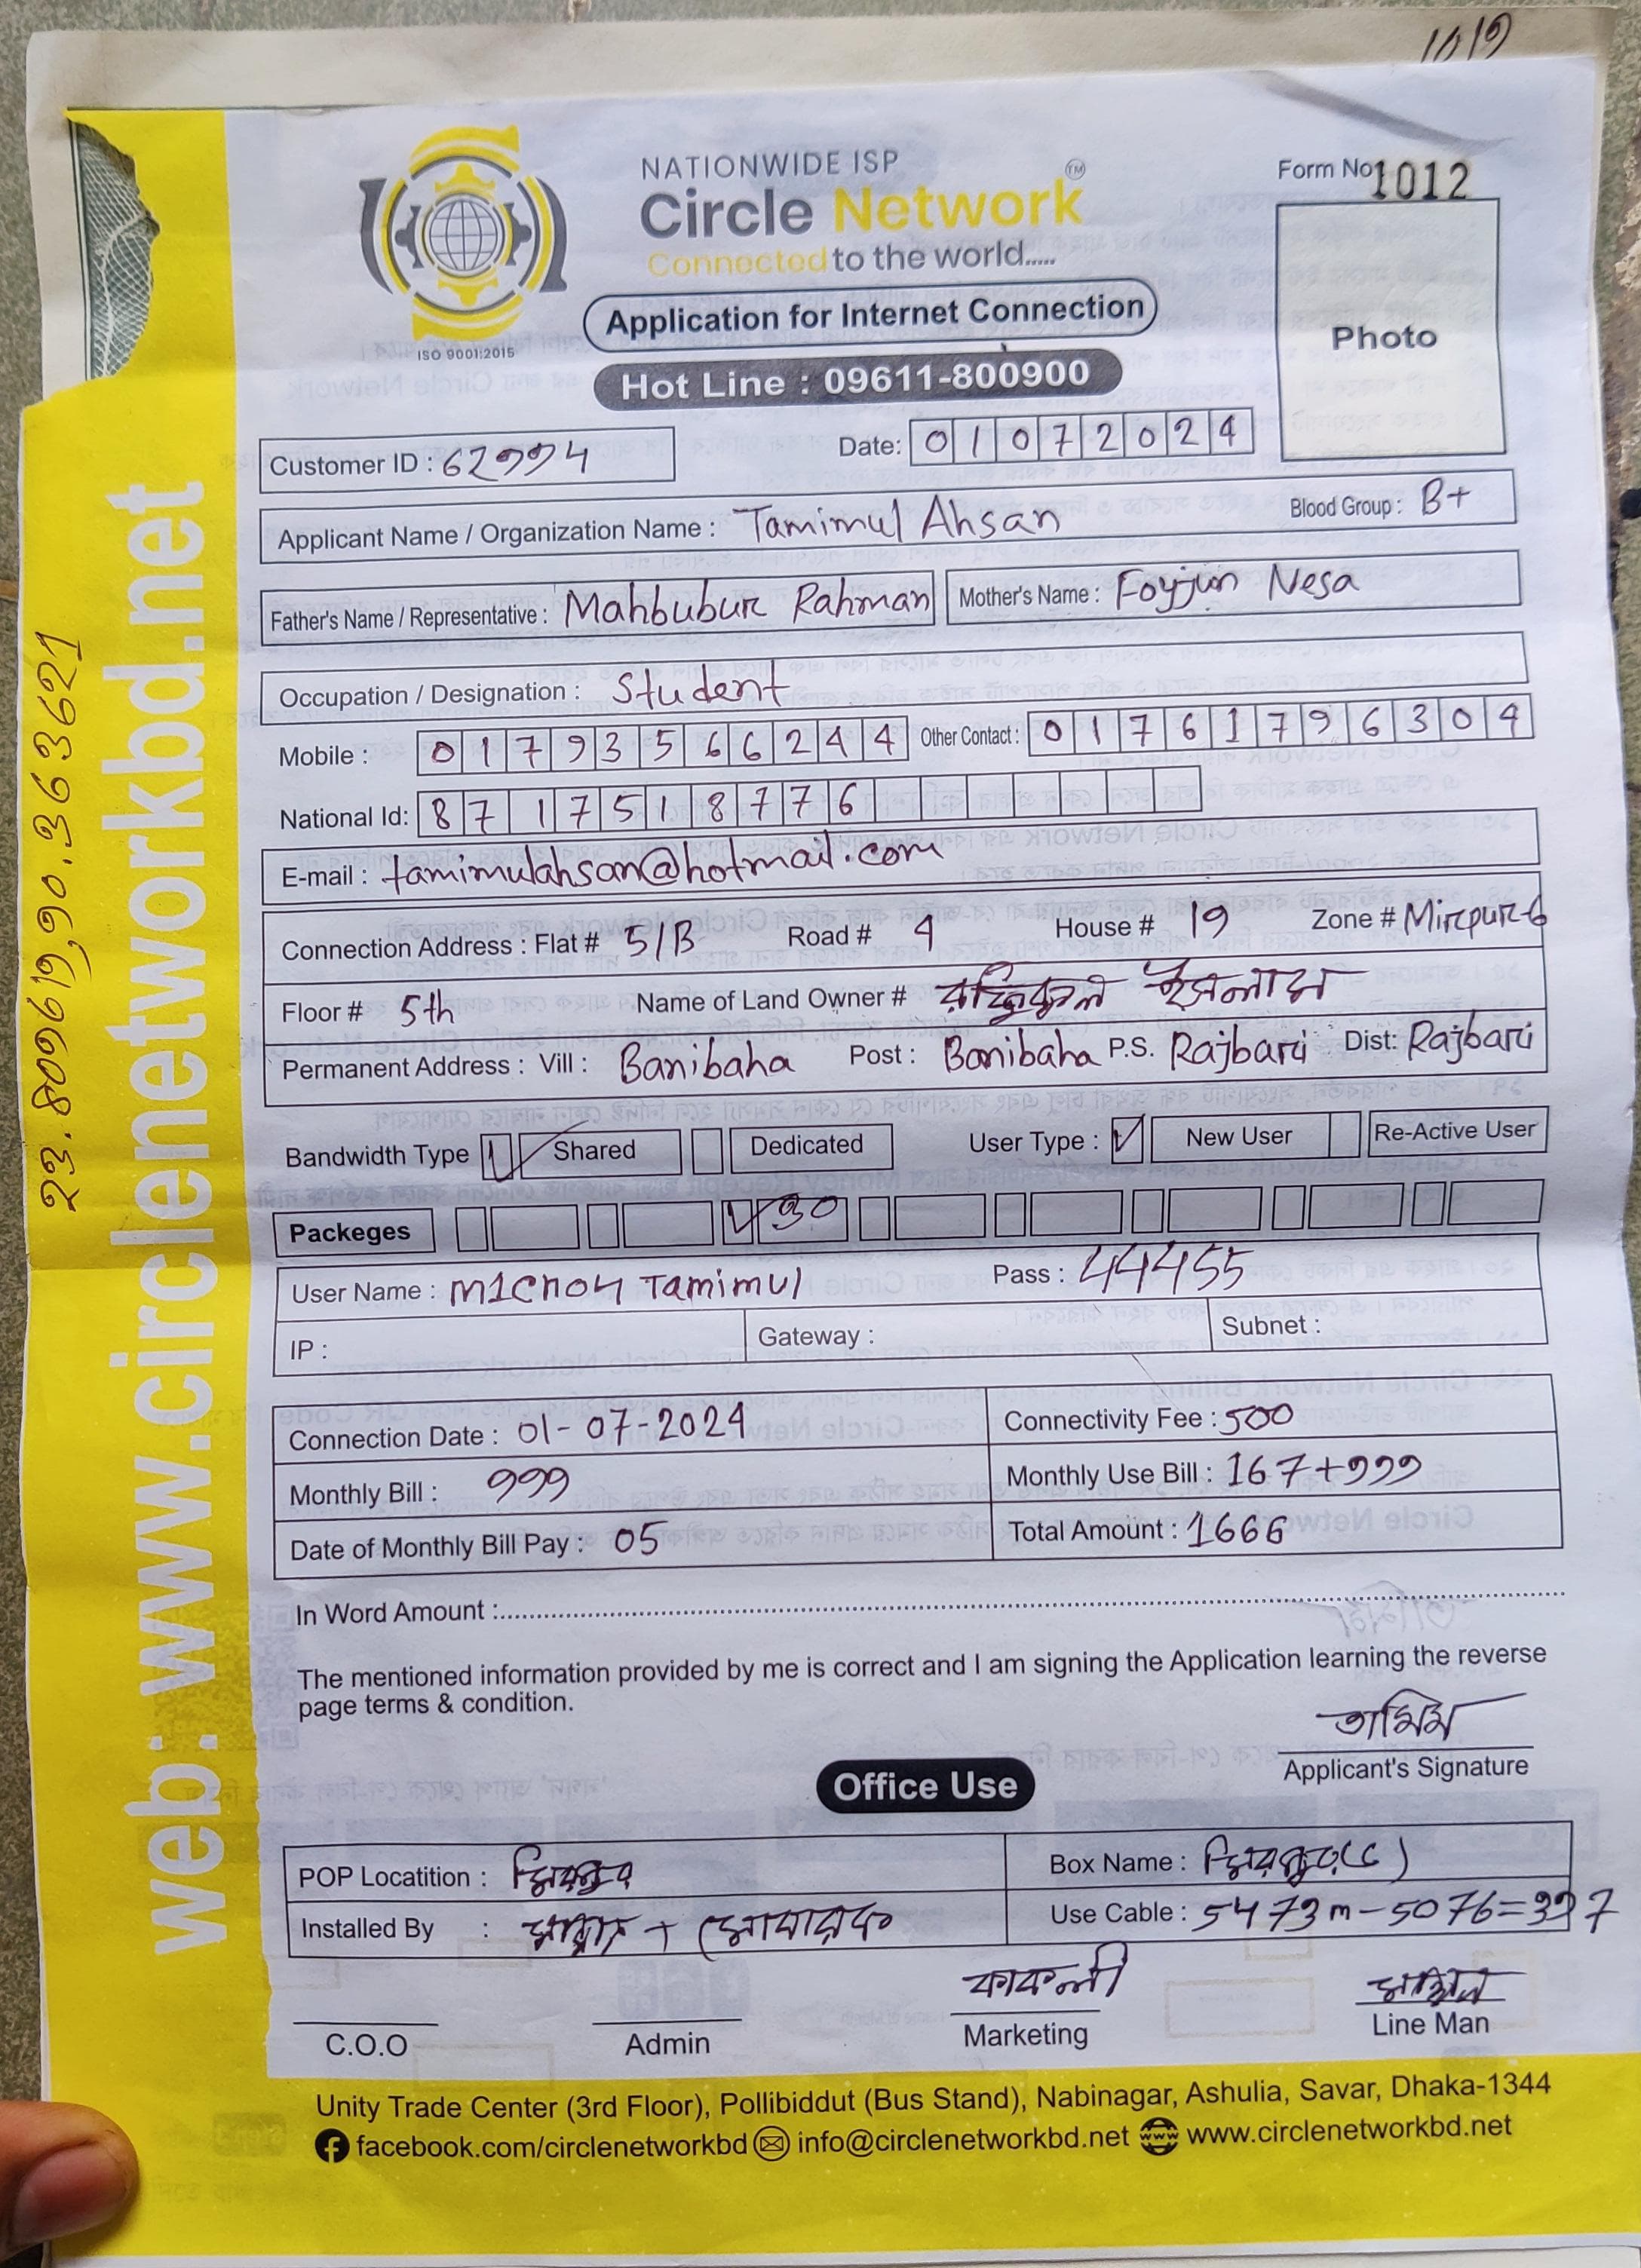 1019
NATIONWIDE ISP
Circle Network TM
Connected to the world.....
ISO 9001:2015
Form No 1012
Photo
Application for Internet Connection
Hot Line : 09611-800900
Customer ID : 62994 Date: 01072024
Applicant Name / Organization Name : Tamimul Ahsan Blood Group : B+
Father's Name / Representative : Mahbubur Rahman Mother's Name : Foyjun Nesa
Occupation / Designation : Student
Mobile : 01793566244 Other Contact : 01761796304
National Id: 8717518776
E-mail : tamimulahsan@hotmail.com
Connection Address : Flat # 5/B Road # 4 House # 19 Zone # Mirpur-6
Floor # 5th Name of Land Owner # রফিকুল ইসলাম
Permanent Address : Vill : Banibaha Post : Banibaha P.S. Rajbari Dist: Rajbari
Bandwidth Type Shared Dedicated User Type : New User Re-Active User
Packeges 30
User Name : Tamimul Pass : 44455
IP : Gateway : Subnet :
Connection Date : 01-07-2024 Connectivity Fee : 500
Monthly Bill : 999 Monthly Use Bill : 167+999
Date of Monthly Bill Pay : 05 Total Amount : 1666
In Word Amount :
The mentioned information provided by me is correct and I am signing the Application learning the reverse
page terms & condition.
তামিম
Applicant's Signature
Office Use
POP Locatition : মিরপুর Box Name : মিরপুর(C)
Installed By : + মোবারক Use Cable : 5473m-5076=397
কাকলী
C.O.O Admin Marketing Line Man
Unity Trade Center (3rd Floor), Pollibiddut (Bus Stand), Nabinagar, Ashulia, Savar, Dhaka-1344
facebook.com/circlenetworkbd info@circlenetworkbd.net www.circlenetworkbd.net
web: www.circlenetworkbd.net
23.809619,90.363621